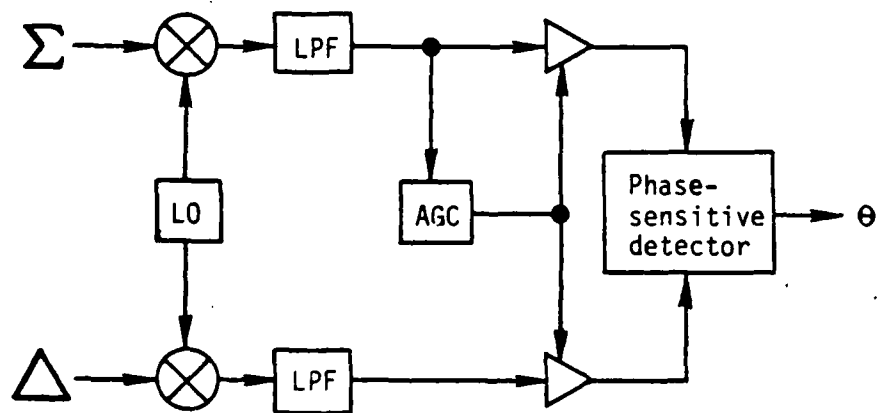 Σ
LPF
LO
AGC
Phase-
sensitive
detector
θ
Δ
LPF